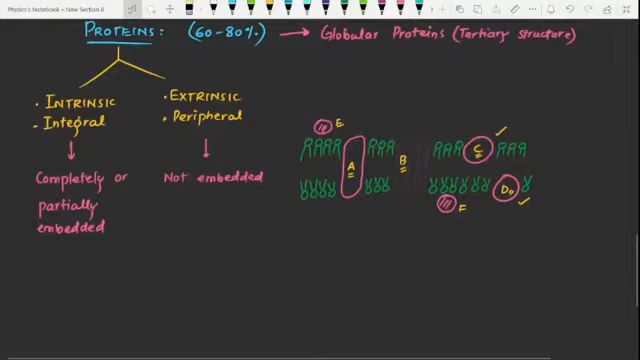 Physics's Notebook » New Section 8
PROTEINS: (60-80%) → Globular Proteins (Tertiary structure)
• INTRINSIC
• Integral
• EXTRINSIC
• Peripheral
Completely or
partially
embedded
Not embedded
E
A
B
C
D
F